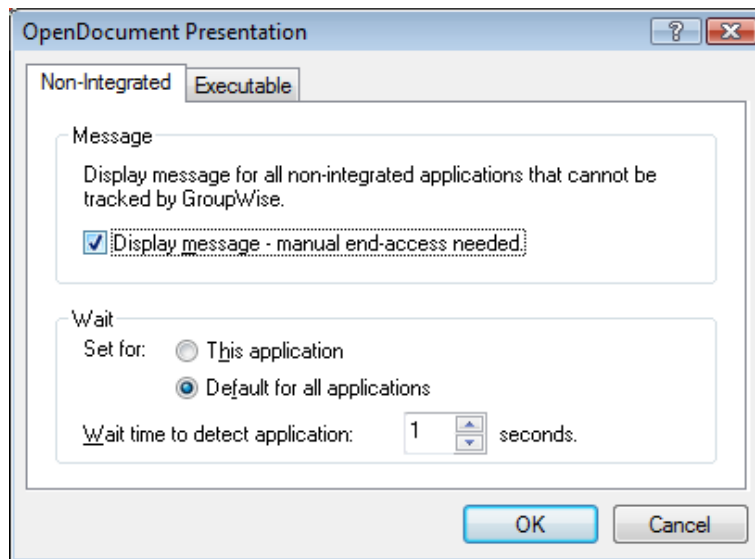 OpenDocument Presentation
Non-Integrated Executable
Message
Display message for all non-integrated applications that cannot be
tracked by GroupWise.
Display message - manual end-access needed.
Wait
Set for: This application
Default for all applications
Wait time to detect application: 1 seconds.
OK Cancel